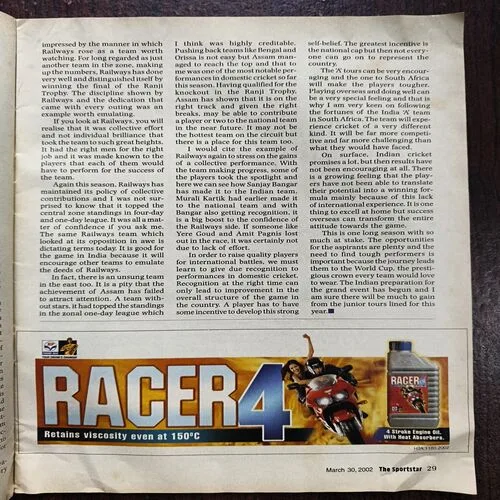 impressed by the manner in which
Railways rose as a team worth
watching. For long regarded as just
another team in the zone, making
up the numbers, Railways has done
very well and distinguished itself by
winning the final of the Ranji
Trophy. The discipline shown by
Railways and the dedication that
came with every outing was an
example worth emulating.
If you look at Railways, you will
realise that it was collective effort
and not individual brilliance that
took the team to such great heights.
It had the right men for the right
job and it was made known to the
players that each of them would
have to perform for the success of
the team.
Again this season, Railways has
maintained its policy of collective
contributions and I was not sur-
prised to know that it topped the
central zone standings in four-day
and one-day league. It was all a mat-
ter of confidence if you ask me.
The same Railways team, which
looked at its opposition in awe is
dictating terms today. It is good for
the game in India because it will
encourage other teams to emulate
the deeds of Railways.
In fact, there is an unsung team
in the east too. It is a pity that the
achievement of Assam has failed
to attract attention. A team with-
out stars, it had topped the standings
in the zonal one-day league which
I think was highly creditable.
Pushing back teams like Bengal and
Orissa is not easy but Assam man-
aged to reach the top and that to
me was one of the most notable per-
formances in domestic cricket so far
this season. Having qualified for the
knockout in the Ranji Trophy,
Assam has shown that it is on the
right track and given the right
breaks, may be able to contribute
a player or two to the national team
in the near future. It may not be
the hottest team on the circuit but
there is a place for this team too.
I would cite the example of
Railways again to stress on the gains
of a collective performance. With
the team making progress, some of
the players took the spotlight and
here we can see how Sanjay Bangar
has made it to the Indian team.
Murali Kartik had earlier made it
to the national team and with
Bangar also getting recognition, it
is a big boost to the confidence of
the Railways side. If someone like
Yere Goud and Amit Pagnis lost
out in the race, it was certainly not
due to lack of effort.
In order to raise quality players
for international battles, we must
learn to give due recognition to
performances in domestic cricket.
Recognition at the right time can
only lead to improvement in the
overall structure of the game in
the country. A player has to have
some incentive to develop this strong
self-belief. The greatest incentive is
the national cap but then not every-
one can go on to represent the
country.
The 'A' tours can be very encour-
aging and the one to South Africa
will make the players tougher.
Playing overseas and doing well can
be a very special feeling and that is
why I am very keen on following
the fortunes of the India 'A' team
in South Africa. The team will expe-
rience cricket of a very different
kind. It will be far more competi-
tive and far more challenging than
what they would have faced.
On surface, Indian cricket
promises a lot, but then results have
not been encouraging at all. There
is a growing feeling that the play-
ers have not been able to translate
their potential into a winning for-
mula mainly because of this lack
of international experience. It is one
thing to excell at home but success
overseas can transform the entire
attitude towards the game.
This is one long season with so
much at stake. The opportunities
for the aspirants are plenty and the
need to find tough performers is
important because the journey leads
them to the World Cup, the presti-
gious crown every team would love
to wear. The Indian preparation for
the grand event has begun and I
am sure there will be much to gain
from the junior tours lined for this
year.
RACER4
Retains viscosity even at 150°C
RACER4
4 Stroke Engine Oil.
With Heat Absorbers.
March 30, 2002 The Sportstar 29